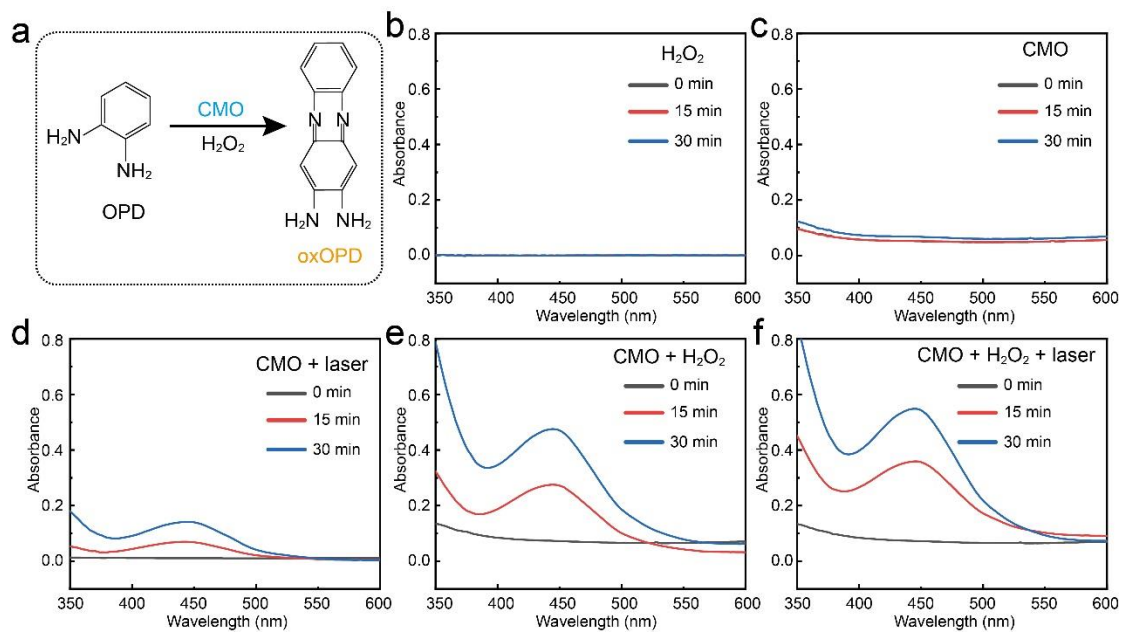 a
H₂N
NH₂
OPD
CMO
H₂O₂
N N
H₂N NH₂
oxOPD
b
H₂O₂
0 min
15 min
30 min
Absorbance
0.8
0.6
0.4
0.2
0.0
350 400 450 500 550 600
Wavelength (nm)
c
CMO
0 min
15 min
30 min
Absorbance
0.8
0.6
0.4
0.2
0.0
350 400 450 500 550 600
Wavelength (nm)
d
CMO + laser
0 min
15 min
30 min
Absorbance
0.8
0.6
0.4
0.2
0.0
350 400 450 500 550 600
Wavelength (nm)
e
CMO + H₂O₂
0 min
15 min
30 min
Absorbance
0.8
0.6
0.4
0.2
0.0
350 400 450 500 550 600
Wavelength (nm)
f
CMO + H₂O₂ + laser
0 min
15 min
30 min
Absorbance
0.8
0.6
0.4
0.2
0.0
350 400 450 500 550 600
Wavelength (nm)